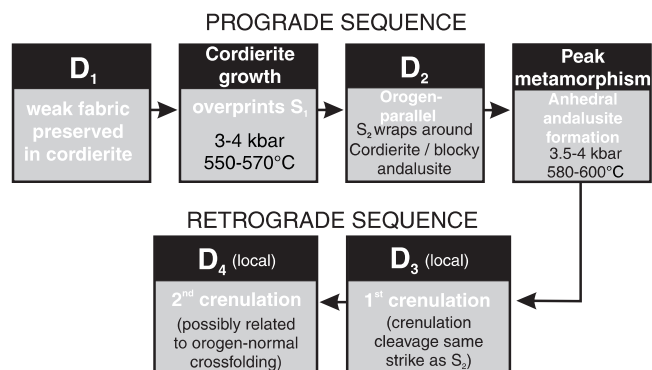 PROGRADE SEQUENCE
D₁
weak fabric
preserved
in cordierite
Cordierite
growth
overprints S₁
3-4 kbar
550-570°C
D₂
Orogen-
parallel
S₂ wraps around
Cordierite / blocky
andalusite
Peak
metamorphism
Anhedral
andalusite
formation
3.5-4 kbar
580-600°C
RETROGRADE SEQUENCE
D₄ (local)
2nd crenulation
(possibly related
to orogen-normal
crossfolding)
D₃ (local)
1st crenulation
(crenulation
cleavage same
strike as S₂)